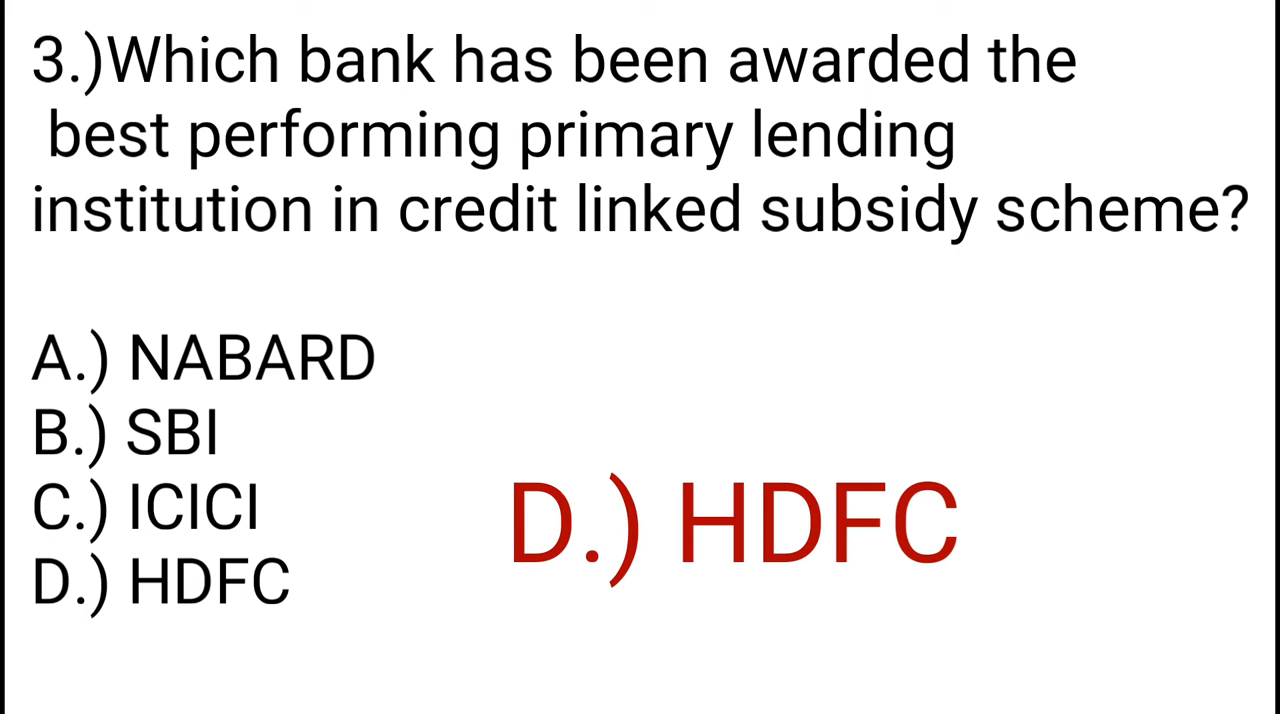 3.)Which bank has been awarded the
best performing primary lending
institution in credit linked subsidy scheme?
A.) NABARD
B.) SBI
C.) ICICI
D.) HDFC
D.) HDFC